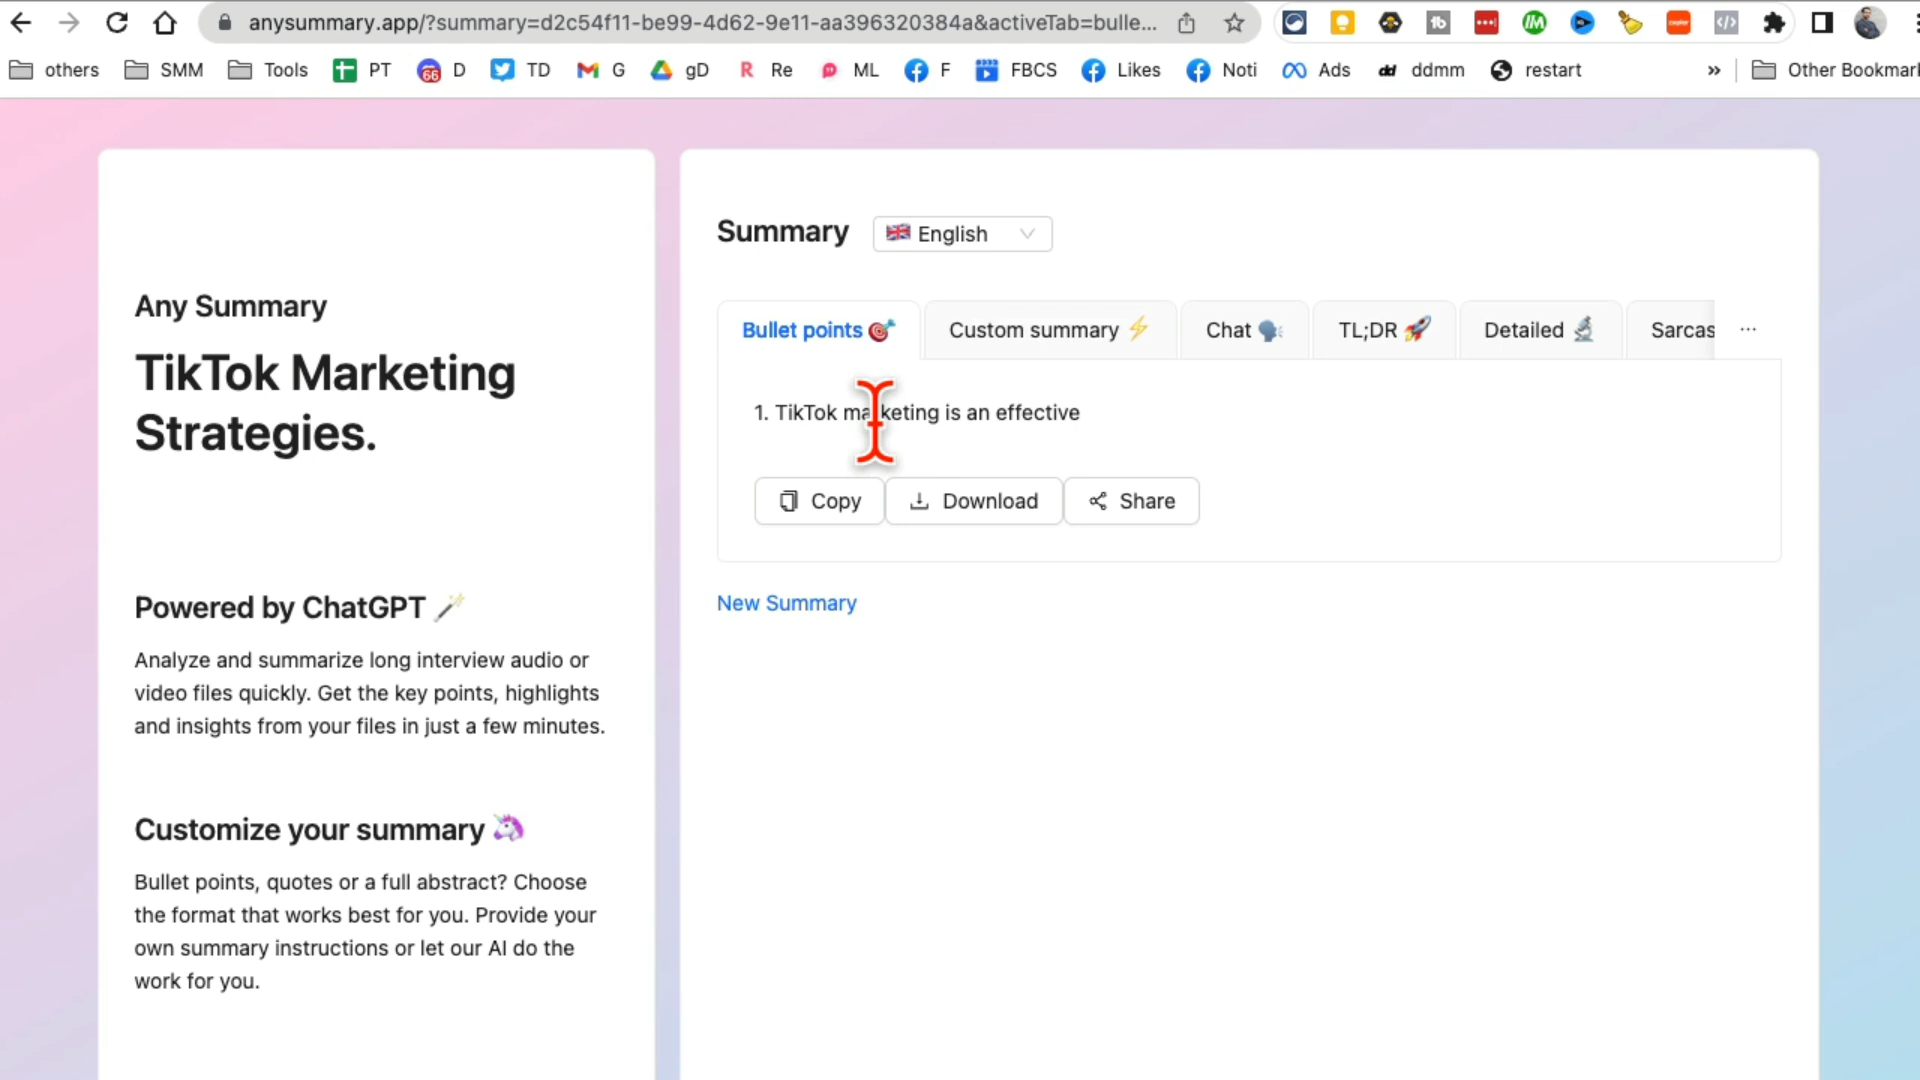 anysummary.app/?summary=d2c54f11-be99-4d62-9e11-aa396320384a&activeTab=bulle...
others SMM Tools PT D TD G gD Re ML F FBCS Likes Noti Ads ddmm restart » Other Bookmark
Any Summary
TikTok Marketing
Strategies.
Powered by ChatGPT
Analyze and summarize long interview audio or
video files quickly. Get the key points, highlights
and insights from your files in just a few minutes.
Customize your summary
Bullet points, quotes or a full abstract? Choose
the format that works best for you. Provide your
own summary instructions or let our AI do the
work for you.
Summary English
Bullet points Custom summary Chat TL;DR Detailed Sarcas ...
1. TikTok marketing is an effective
Copy Download Share
New Summary